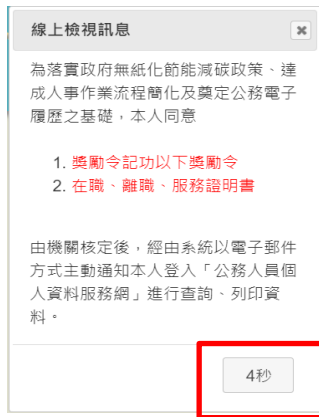 線上檢視訊息
為落實政府無紙化節能減碳政策、達
成人事作業流程簡化及奠定公務電子
履歷之基礎，本人同意
1. 獎勵令記功以下獎勵令
2. 在職、離職、服務證明書
由機關核定後，經由系統以電子郵件
方式主動通知本人登入「公務人員個
人資料服務網」進行查詢、列印資
料。
4秒